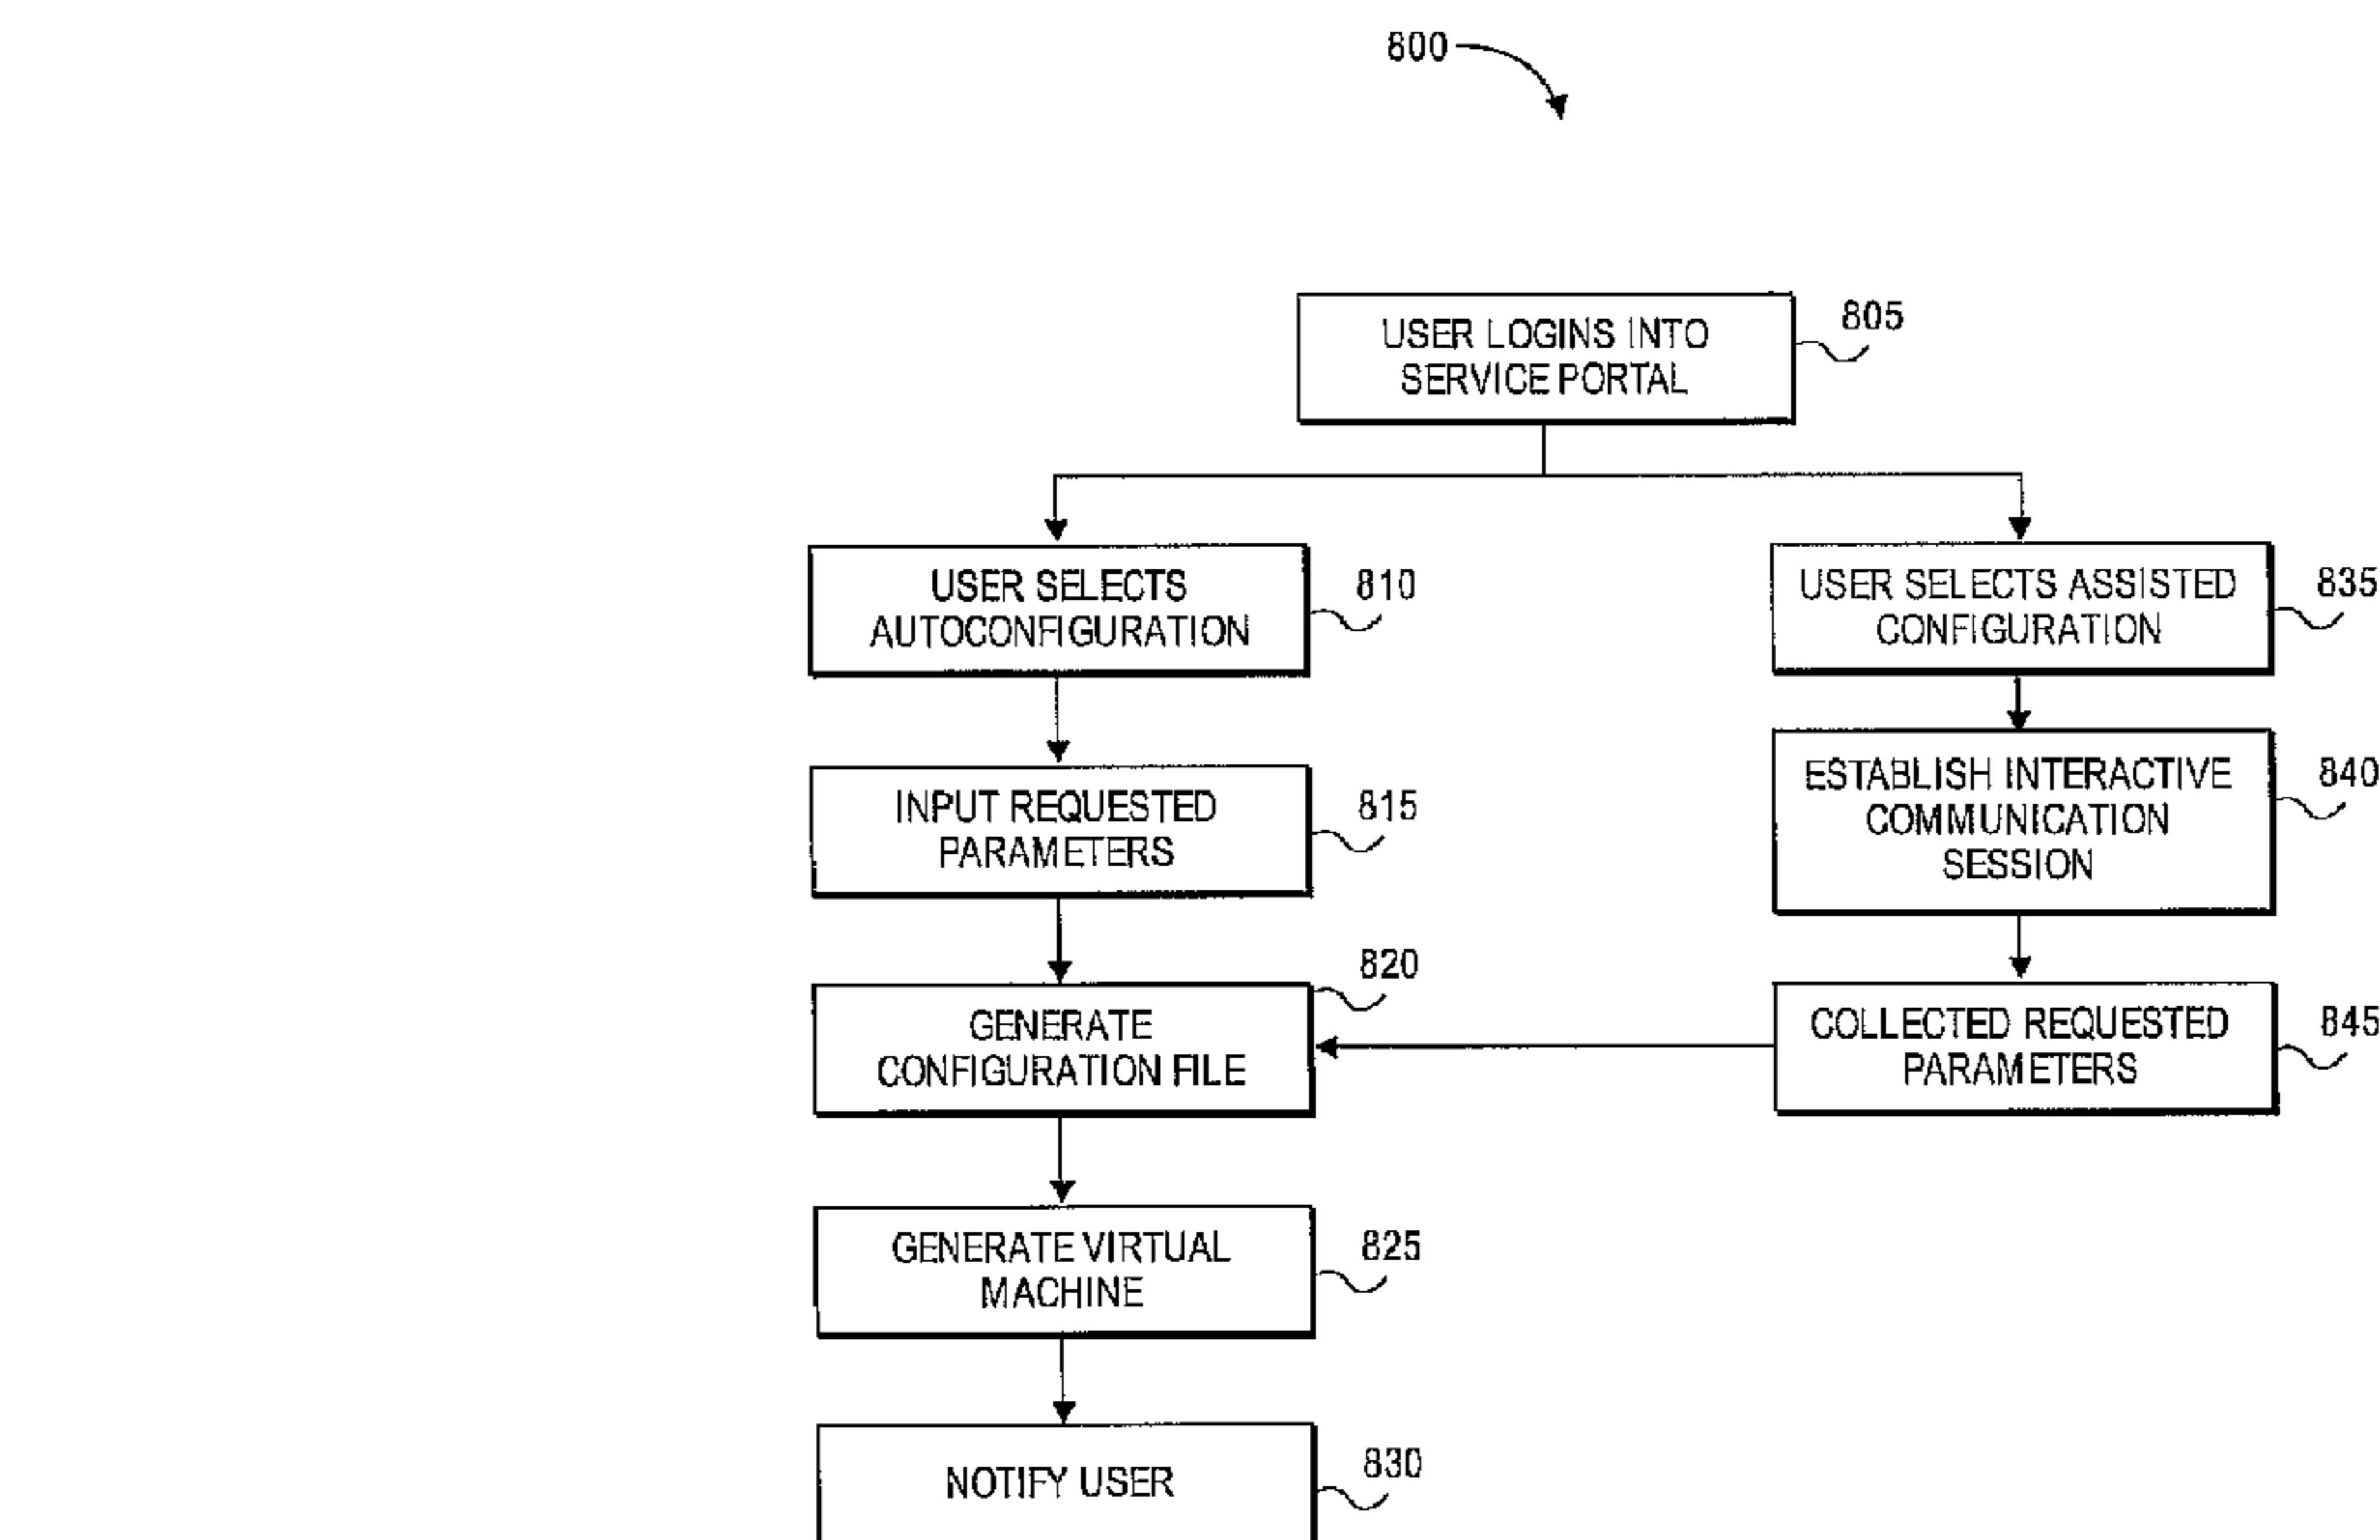 800
USER LOGINS INTO
SERVICE PORTAL
805
USER SELECTS
AUTOCONFIGURATION
810
USER SELECTS ASSISTED
CONFIGURATION
835
INPUT REQUESTED
PARAMETERS
815
ESTABLISH INTERACTIVE
COMMUNICATION
SESSION
840
GENERATE
CONFIGURATION FILE
820
COLLECTED REQUESTED
PARAMETERS
845
GENERATE VIRTUAL
MACHINE
825
NOTIFY USER
830